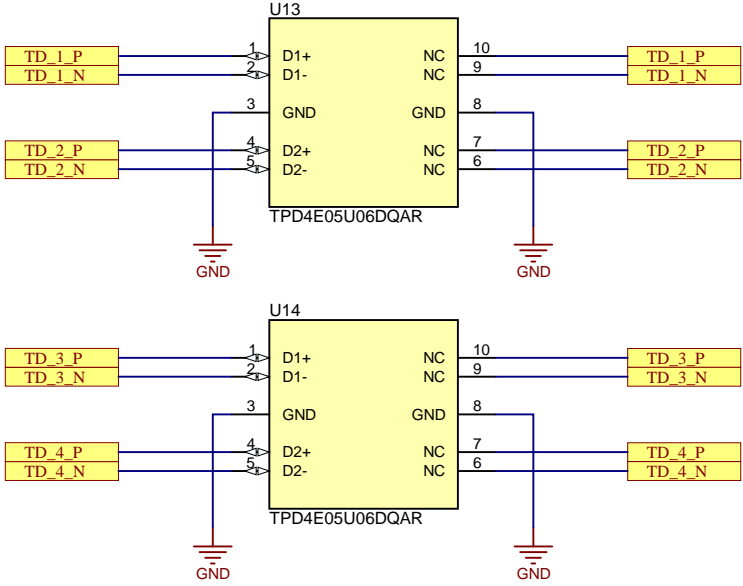 U13
TD_1_P 1 D1+ NC 10 TD_1_P
TD_1_N 2 D1- NC 9 TD_1_N
3 GND GND 8
TD_2_P 4 D2+ NC 7 TD_2_P
TD_2_N 5 D2- NC 6 TD_2_N
TPD4E05U06DQAR
GND GND
U14
TD_3_P 1 D1+ NC 10 TD_3_P
TD_3_N 2 D1- NC 9 TD_3_N
3 GND GND 8
TD_4_P 4 D2+ NC 7 TD_4_P
TD_4_N 5 D2- NC 6 TD_4_N
TPD4E05U06DQAR
GND GND